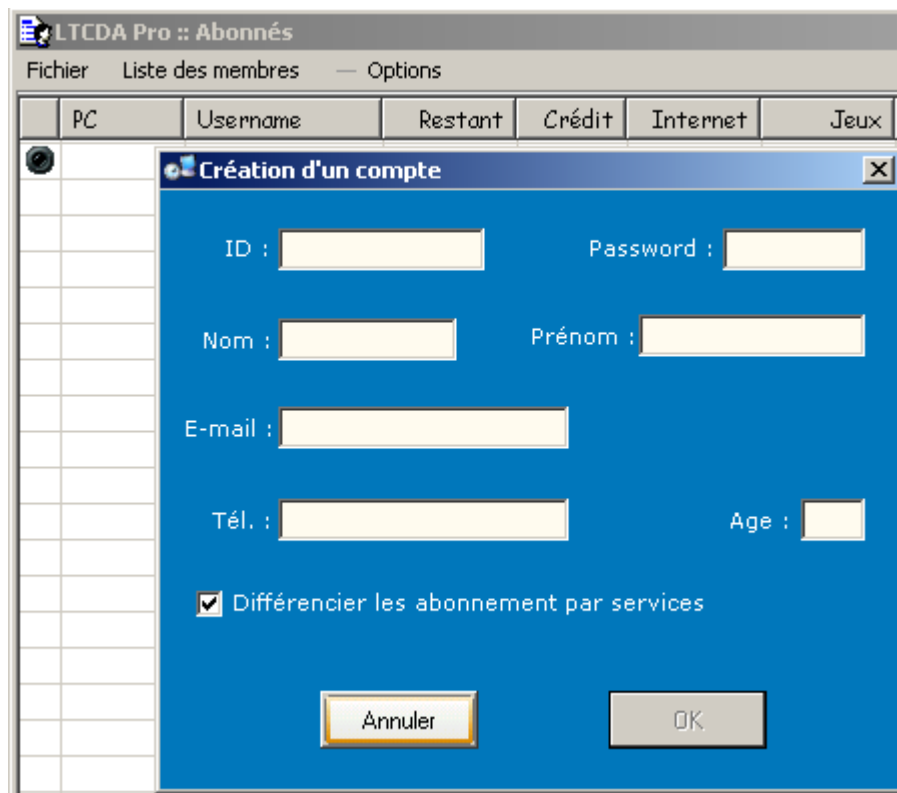 LTCDA Pro :: Abonnés
Fichier Liste des membres — Options
PC Username Restant Crédit Internet Jeux
Création d'un compte
ID : Password :
Nom : Prénom :
E-mail :
Tél. : Age :
Différencier les abonnement par services
Annuler OK